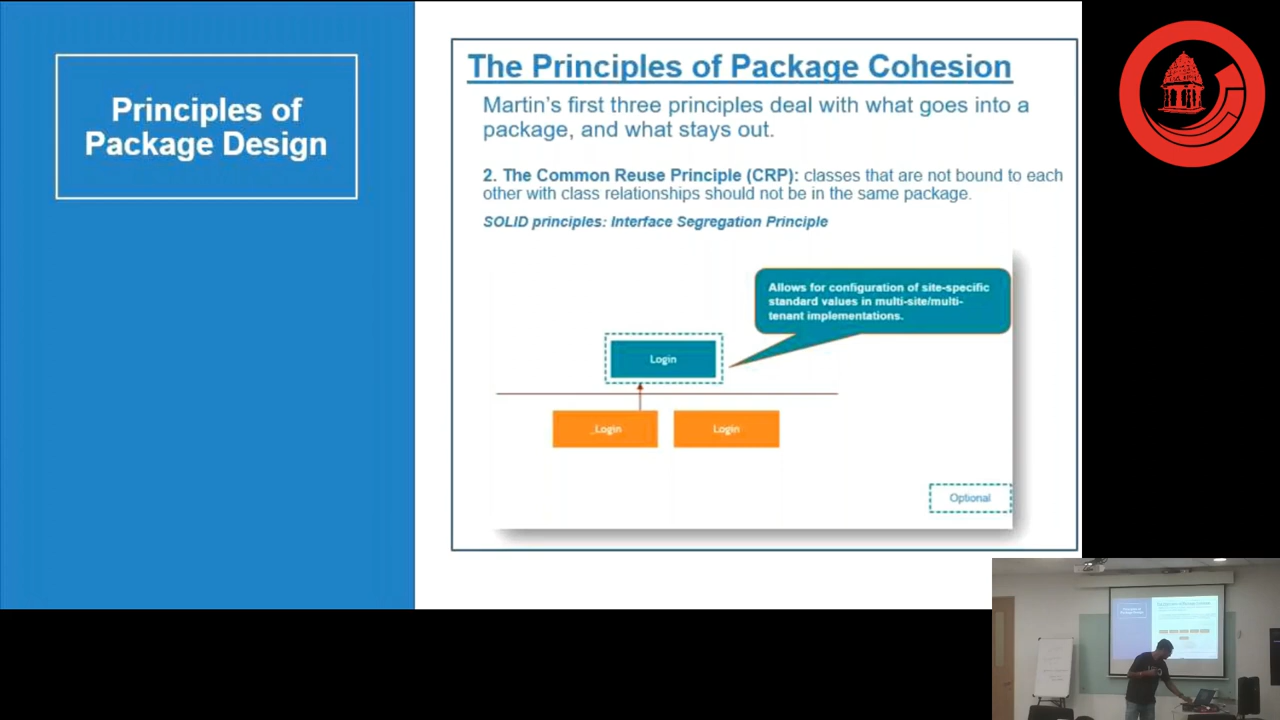 Principles of
Package Design
The Principles of Package Cohesion
Martin's first three principles deal with what goes into a
package, and what stays out.
2. The Common Reuse Principle (CRP): classes that are not bound to each
other with class relationships should not be in the same package.
SOLID principles: Interface Segregation Principle
Allows for configuration of site-specific
standard values in multi-site/multi-
tenant implementations.
Login
_Login
Login
Optional